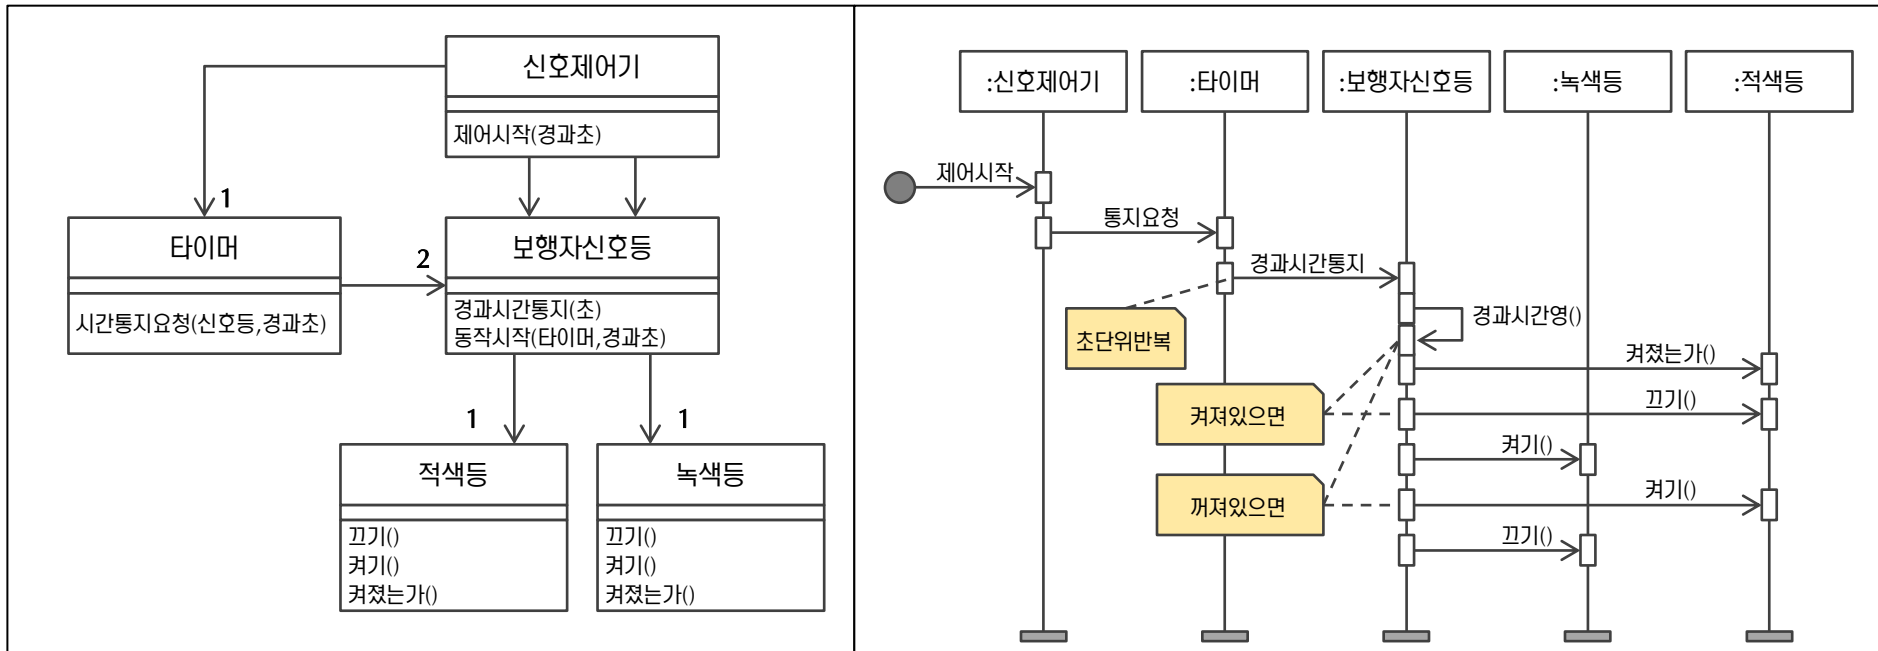 신호제어기
제어시작(경과초)
1
타이머
시간통지요청(신호등,경과초)
2
보행자신호등
경과시간통지(초)
동작시작(타이머,경과초)
1
1
적색등
끄기()
켜기()
켜졌는가()
녹색등
끄기()
켜기()
켜졌는가()
:신호제어기
:타이머
:보행자신호등
:녹색등
:적색등
제어시작
통지요청
경과시간통지
초단위반복
경과시간영()
켜졌는가()
켜져있으면
끄기()
켜기()
꺼져있으면
켜기()
끄기()